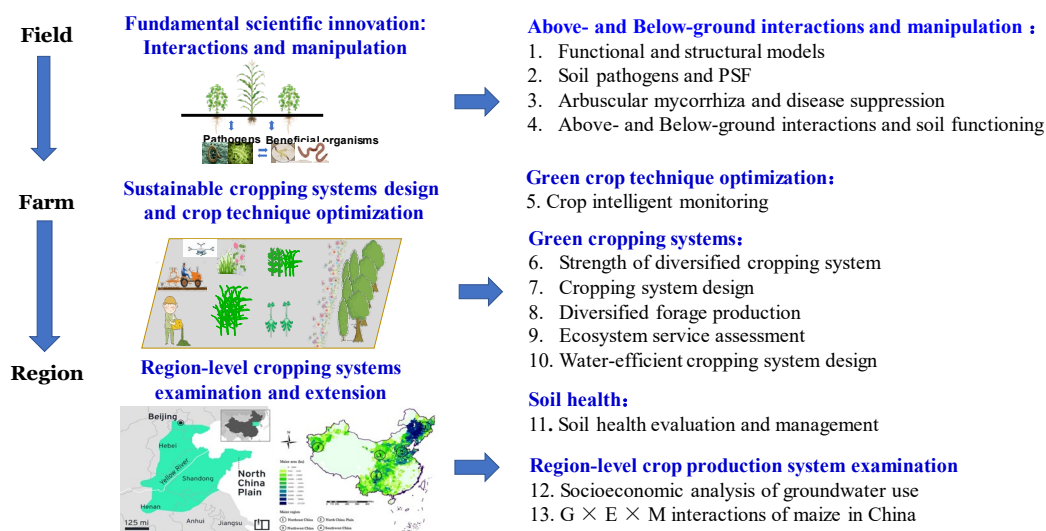 Field
Farm
Region
Fundamental scientific innovation:
Interactions and manipulation
Pathogens
Beneficial organisms
Sustainable cropping systems design
and crop technique optimization
Region-level cropping systems
examination and extension
Beijing
Hebei
Yellow River
Shandong
North
China
Plain
Henan
Anhui
Jiangsu
125 mi
Maize area (ha)
Maize region
Above- and Below-ground interactions and manipulation：
1. Functional and structural models
2. Soil pathogens and PSF
3. Arbuscular mycorrhiza and disease suppression
4. Above- and Below-ground interactions and soil functioning
Green crop technique optimization：
5. Crop intelligent monitoring
Green cropping systems：
6. Strength of diversified cropping system
7. Cropping system design
8. Diversified forage production
9. Ecosystem service assessment
10. Water-efficient cropping system design
Soil health：
11. Soil health evaluation and management
Region-level crop production system examination
12. Socioeconomic analysis of groundwater use
13. G × E × M interactions of maize in China